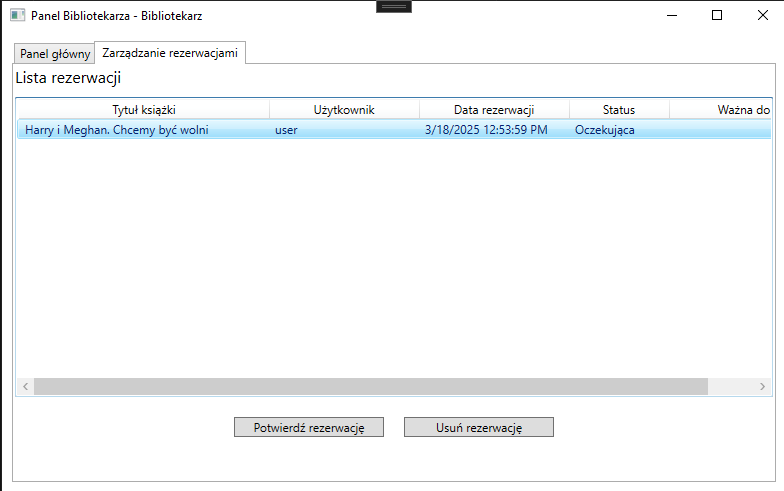 Panel Bibliotekarza - Bibliotekarz
Panel główny Zarządzanie rezerwacjami
Lista rezerwacji
Tytuł książki Użytkownik Data rezerwacji Status Ważna do
Harry i Meghan. Chcemy być wolni user 3/18/2025 12:53:59 PM Oczekująca
Potwierdź rezerwację Usuń rezerwację